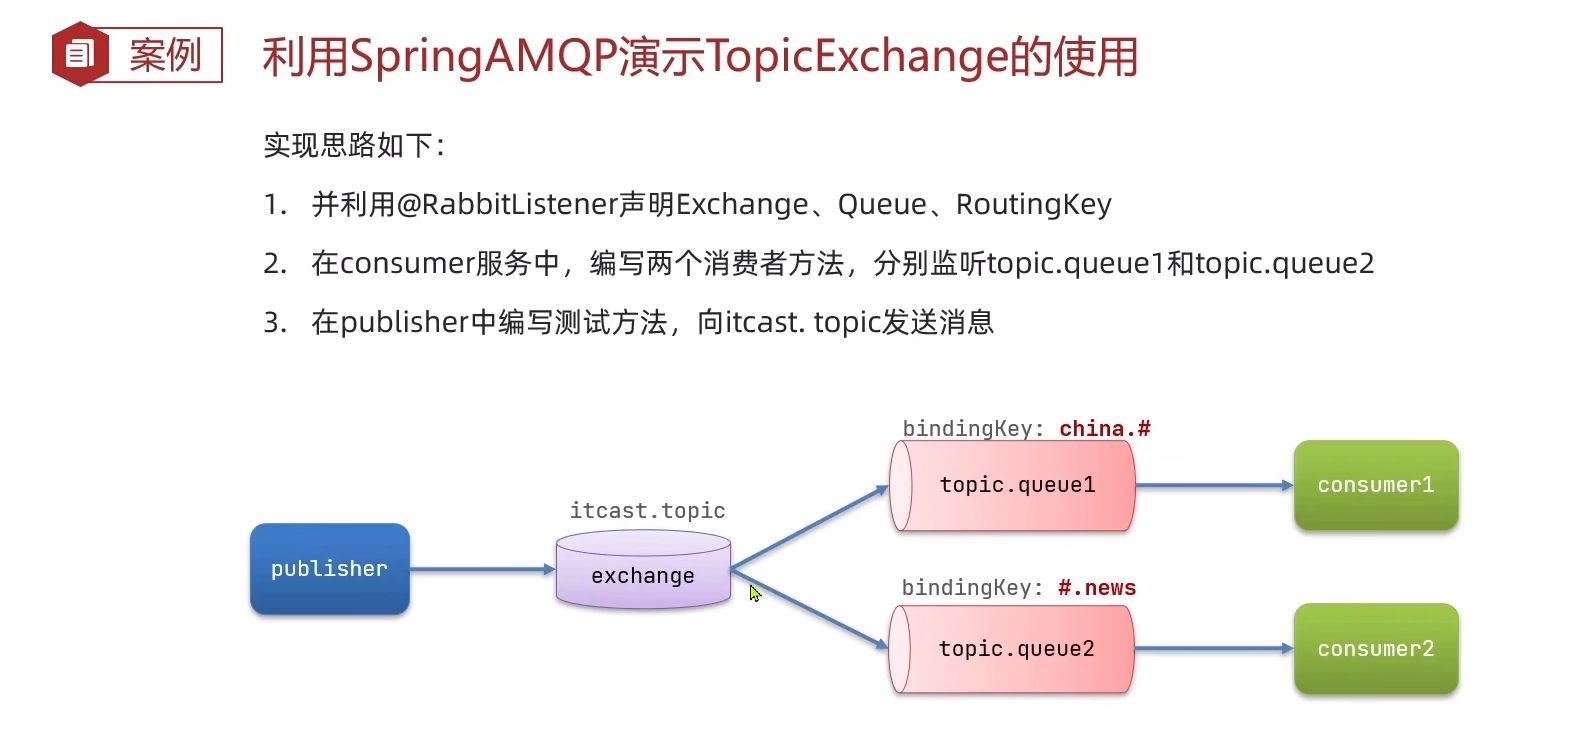 案例
利用SpringAMQP演示TopicExchange的使用
实现思路如下：
1. 并利用@RabbitListener声明Exchange、Queue、RoutingKey
2. 在consumer服务中，编写两个消费者方法，分别监听topic.queue1和topic.queue2
3. 在publisher中编写测试方法，向itcast. topic发送消息
bindingKey: china.#
topic.queue1
consumer1
itcast.topic
publisher
exchange
bindingKey: #.news
topic.queue2
consumer2